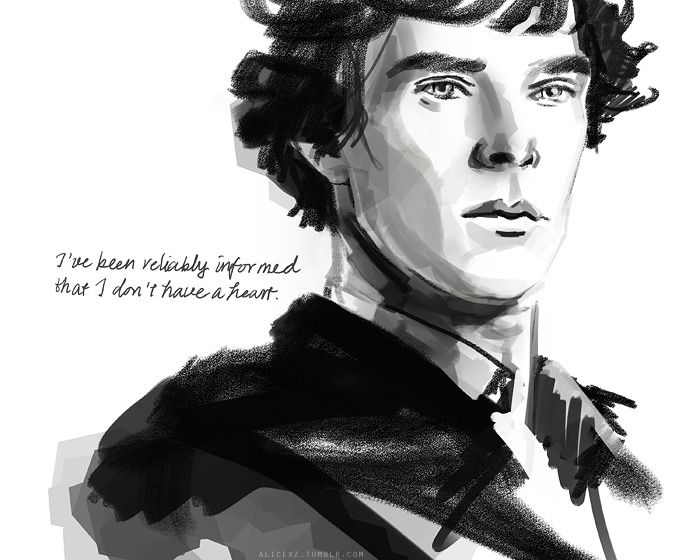 I've been reliably informed
that I don't have a heart.
ALICEXZ.TUMBLR.COM